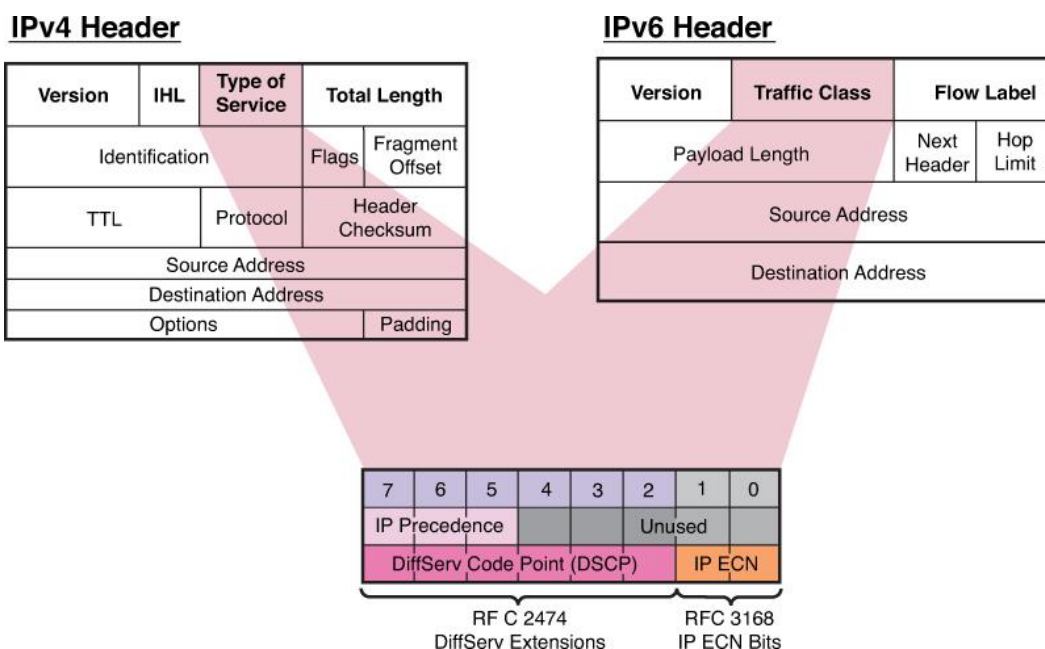 IPv4 Header
IPv6 Header
Version IHL Type of Service Total Length
Identification Flags Fragment Offset
TTL Protocol Header Checksum
Source Address
Destination Address
Options Padding
Version Traffic Class Flow Label
Payload Length Next Header Hop Limit
Source Address
Destination Address
7 6 5 4 3 2 1 0
IP Precedence Unused
DiffServ Code Point (DSCP) IP ECN
RF C 2474 RFC 3168
DiffServ Extensions IP ECN Bits